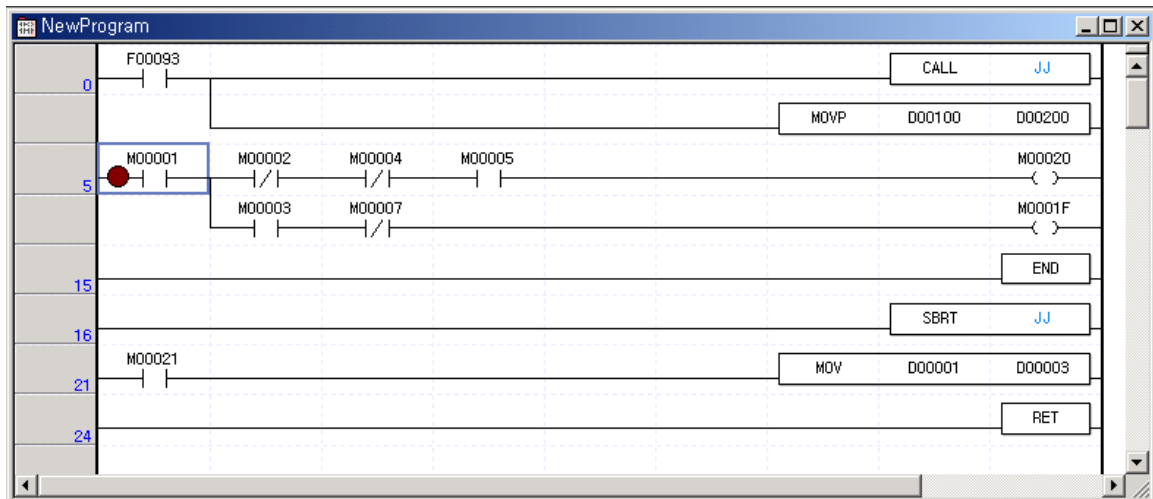 NewProgram
F00093
0 CALL JJ
MOVP D00100 D00200
M00001 M00002 M00004 M00005 M00020
5
M00003 M00007 M0001F
END
15
SBRT JJ
16
M00021
MOV D00001 D00003
21
RET
24